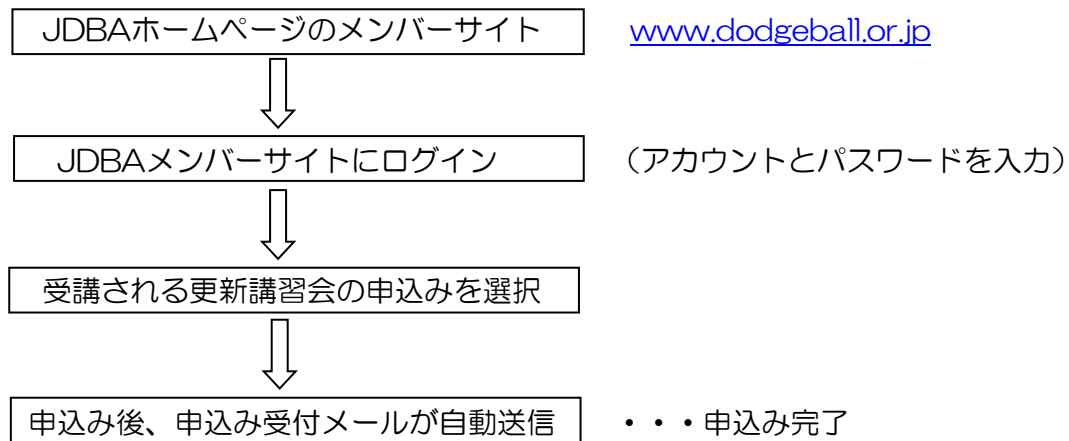 JDBAホームページのメンバーサイト www.dodgeball.or.jp
JDBAメンバーサイトにログイン （アカウントとパスワードを入力）
受講される更新講習会の申込みを選択
申込み後、申込み受付メールが自動送信 ・・・申込み完了